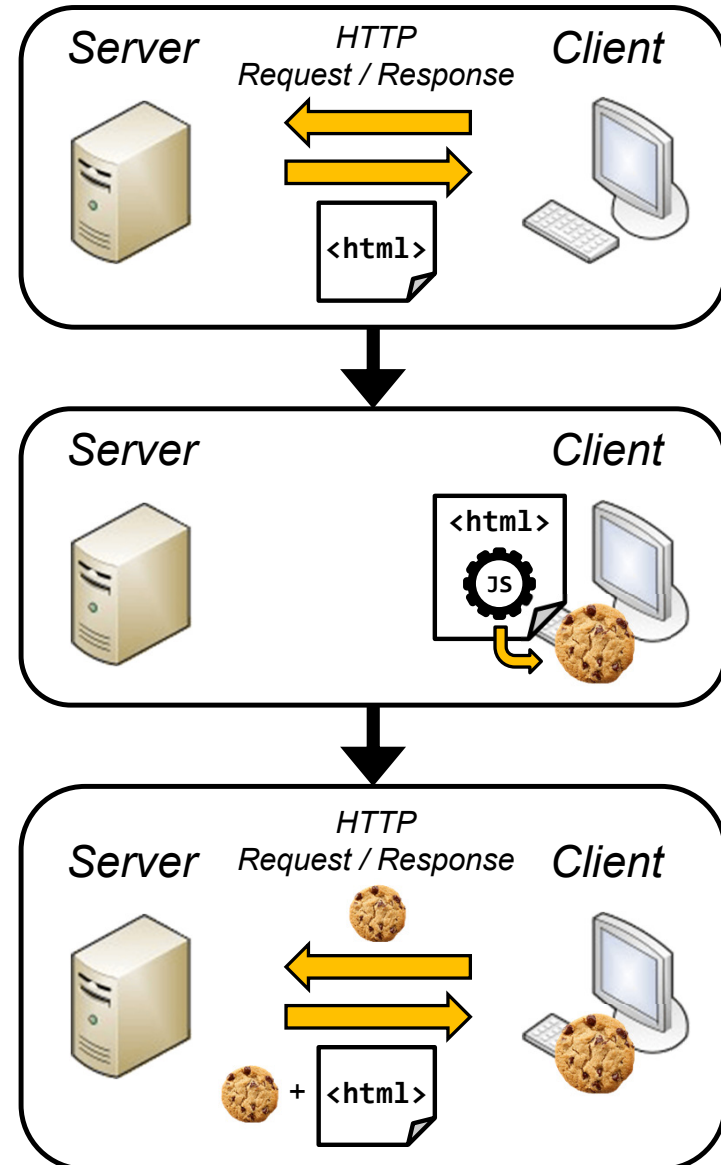 Server
HTTP
Request / Response
Client
<html>
Server
Client
<html>
JS
HTTP
Request / Response
Server
Client
+
<html>